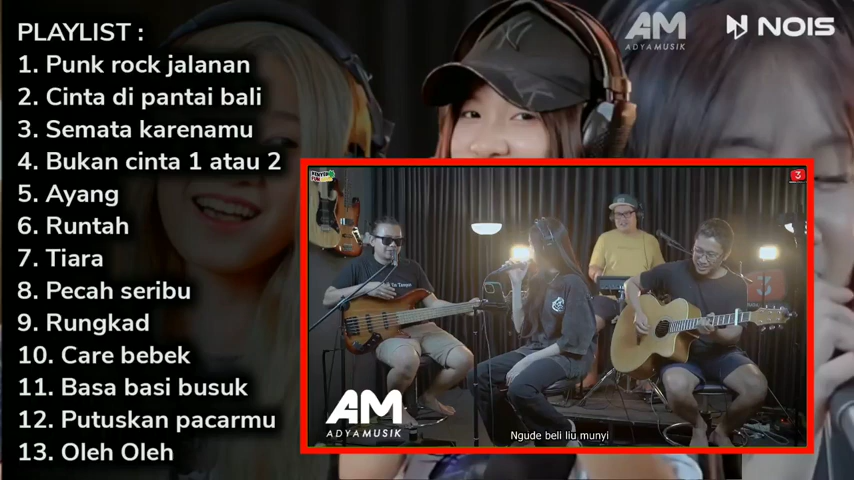 PLAYLIST :
1. Punk rock jalanan
2. Cinta di pantai bali
3. Semata karenamu
4. Bukan cinta 1 atau 2
5. Ayang
6. Runtah
7. Tiara
8. Pecah seribu
9. Rungkad
10. Care bebek
11. Basa basi busuk
12. Putuskan pacarmu
13. Oleh Oleh
AM
ADYAMUSIK
NOIS
3
AM
ADYAMUSIK
Ngude beli liu munyi